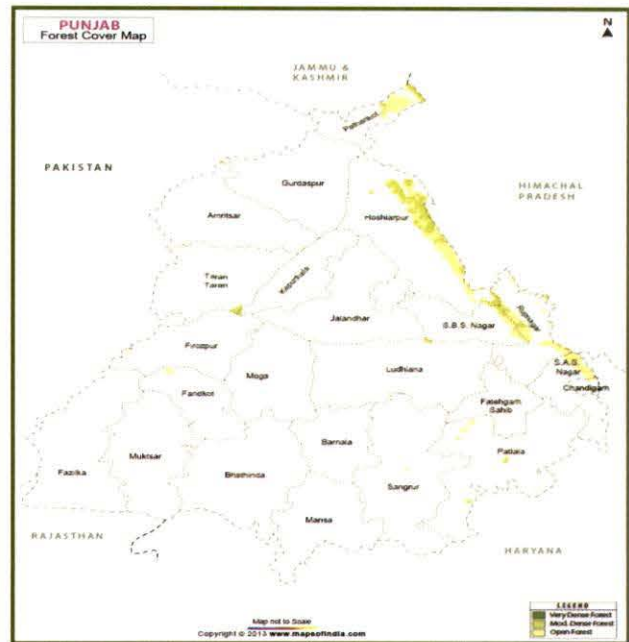 PUNJAB
Forest Cover Map
N
JAMMU &
KASHMIR
Pathankot
PAKISTAN
HIMACHAL
PRADESH
Gurdaspur
Amritsar
Hoshiarpur
Taran
Kapurthala
Jalandhar
S.B.S. Nagar
Rupnagar
Firozpur
Moga
Ludhiana
S.A.S.
Nagar
Chandigarh
Faridkot
Fatehgarh
Sahib
Fazilka
Muktsar
Bhathinda
Barnala
Sangrur
Patiala
Mansa
RAJASTHAN
HARYANA
LEGEND
Very Dense Forest
Mod. Dense Forest
Open Forest
Map not to Scale
Copyright © 2013 www.mapsofindia.com